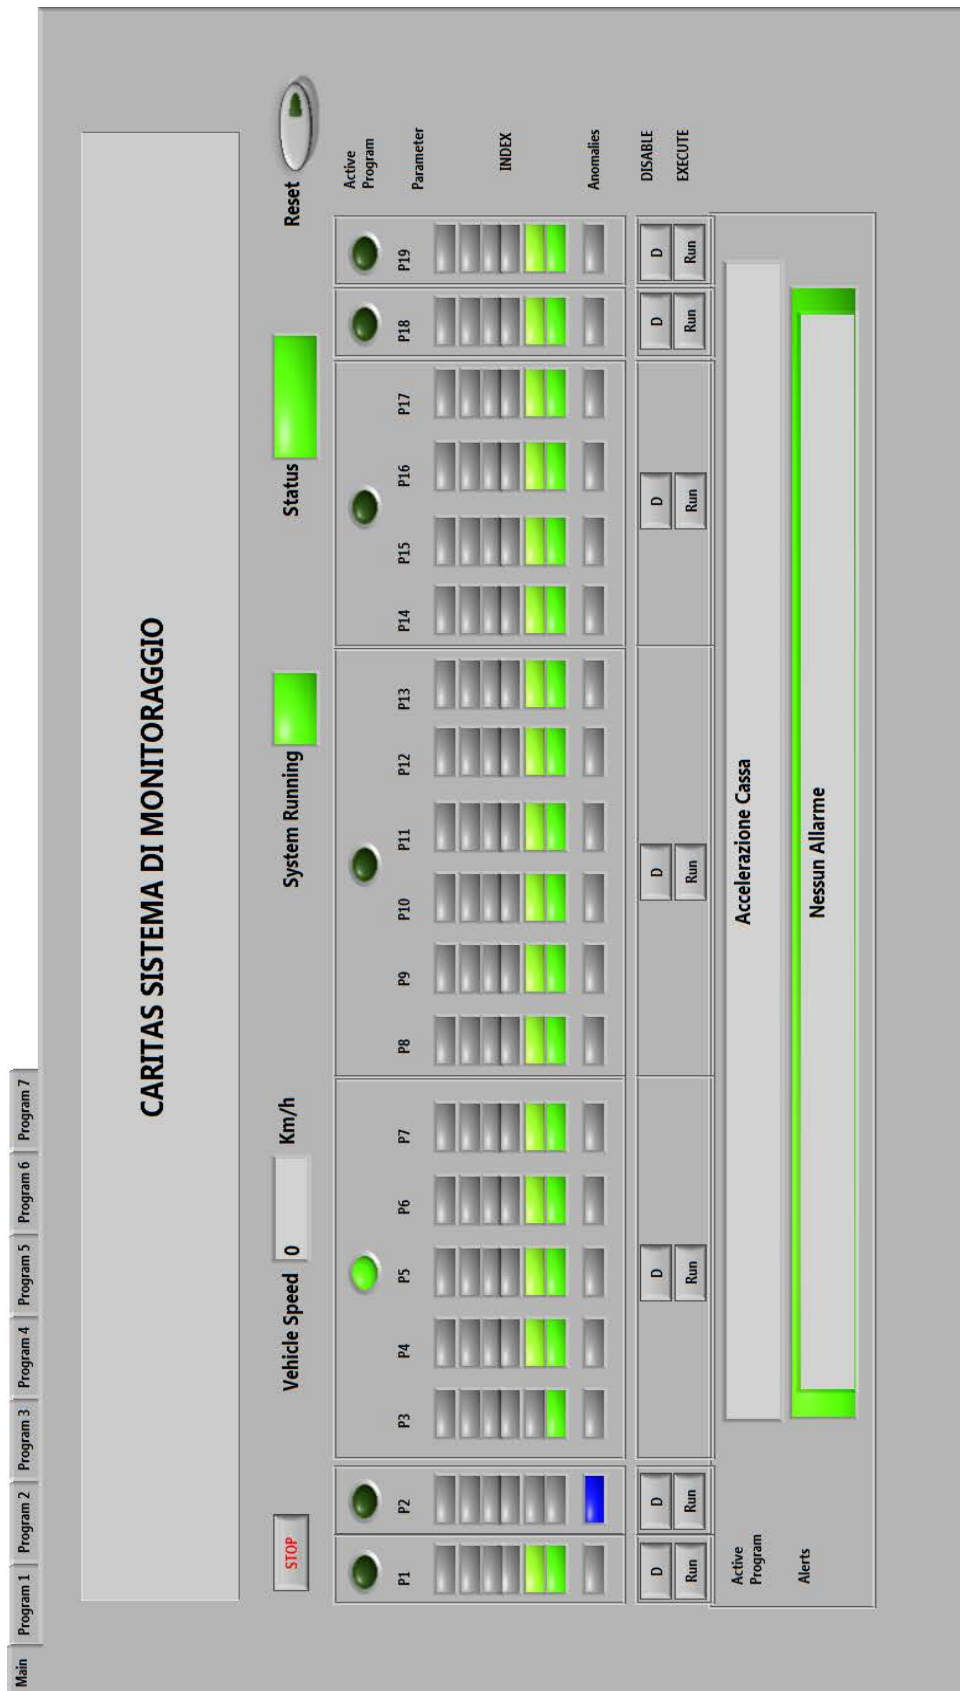 Main Program 1 Program 2 Program 3 Program 4 Program 5 Program 6 Program 7
CARITAS SISTEMA DI MONITORAGGIO
STOP Vehicle Speed 0 Km/h System Running Status Reset
Active
Program
P1 P2 P3 P4 P5 P6 P7 P8 P9 P10 P11 P12 P13 P14 P15 P16 P17 P18 P19 Parameter
INDEX
Anomalies
D D D D D D D DISABLE
Run Run Run Run Run Run Run EXECUTE
Active
Program
Accelerazione Cassa
Alerts
Nessun Allarme